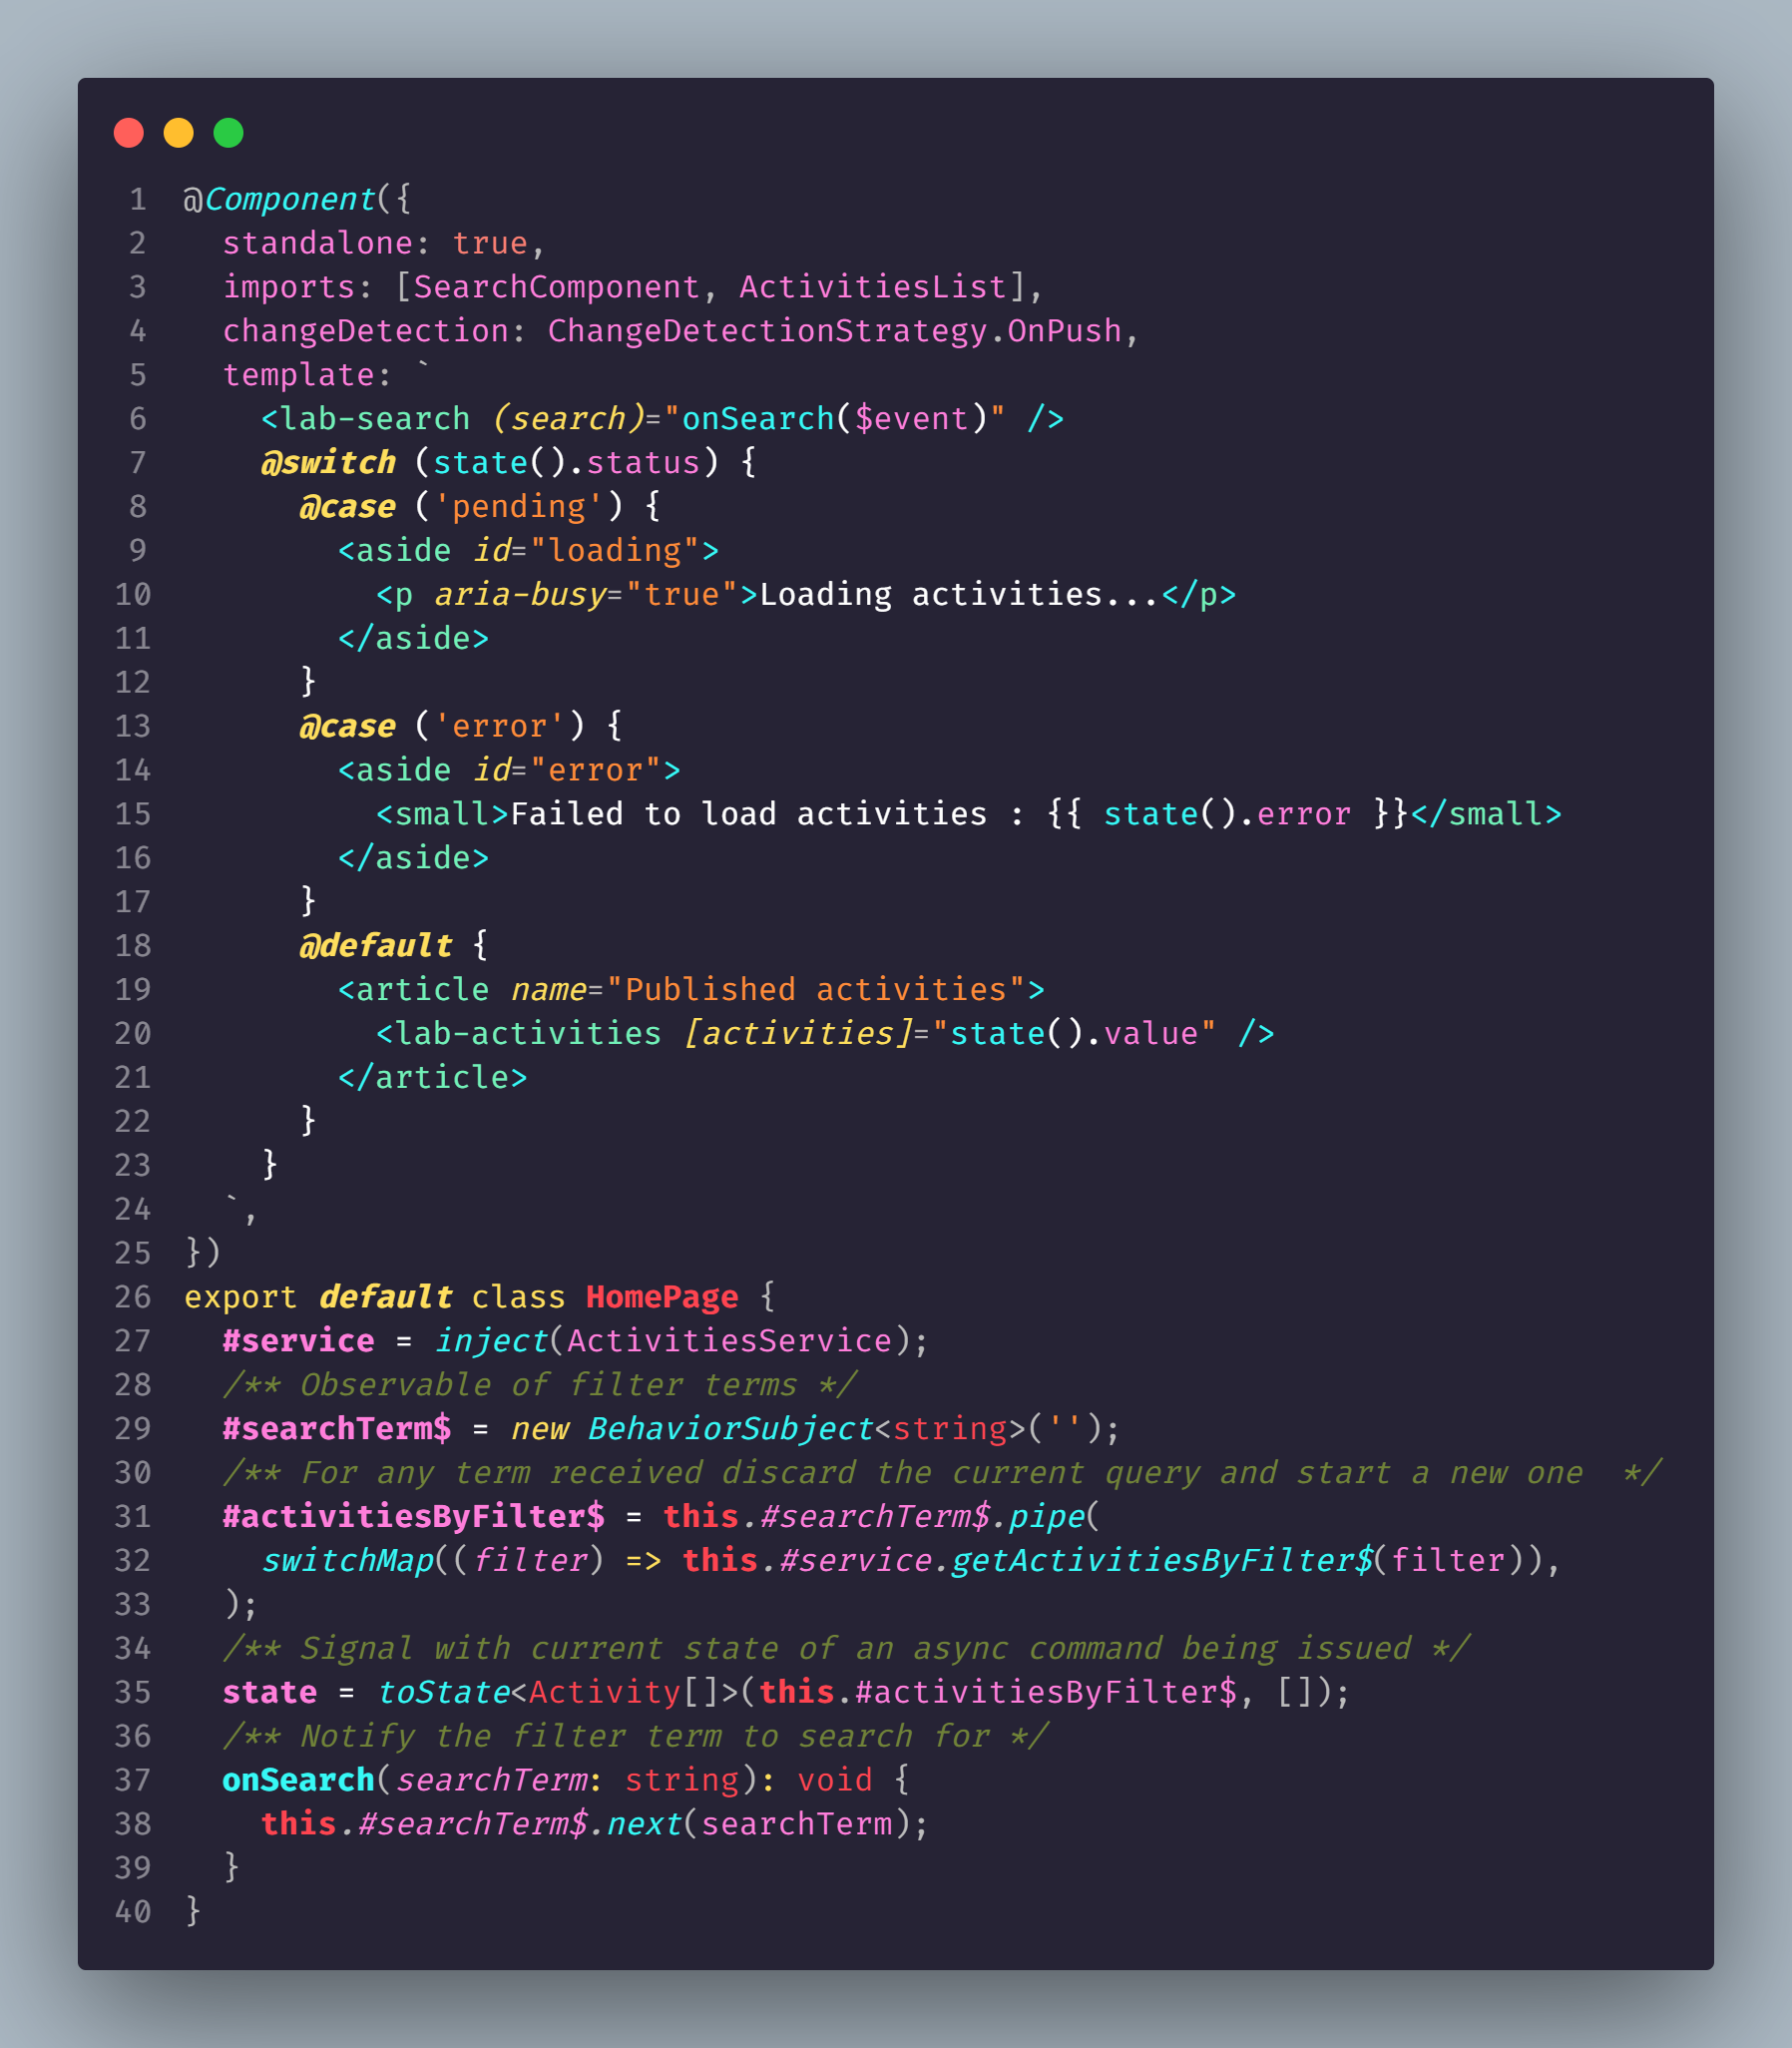 1 @Component({
2   standalone: true,
3   imports: [SearchComponent, ActivitiesList],
4   changeDetection: ChangeDetectionStrategy.OnPush,
5   template: `
6     <lab-search (search)="onSearch($event)" />
7     @switch (state().status) {
8       @case ('pending') {
9         <aside id="loading">
10           <p aria-busy="true">Loading activities...</p>
11         </aside>
12       }
13       @case ('error') {
14         <aside id="error">
15           <small>Failed to load activities : {{ state().error }}</small>
16         </aside>
17       }
18       @default {
19         <article name="Published activities">
20           <lab-activities [activities]="state().value" />
21         </article>
22       }
23     }
24   `,
25 })
26 export default class HomePage {
27   #service = inject(ActivitiesService);
28   /** Observable of filter terms */
29   #searchTerm$ = new BehaviorSubject<string>('');
30   /** For any term received discard the current query and start a new one  */
31   #activitiesByFilter$ = this.#searchTerm$.pipe(
32     switchMap((filter) => this.#service.getActivitiesByFilter$(filter)),
33   );
34   /** Signal with current state of an async command being issued */
35   state = toState<Activity[]>(this.#activitiesByFilter$, []);
36   /** Notify the filter term to search for */
37   onSearch(searchTerm: string): void {
38     this.#searchTerm$.next(searchTerm);
39   }
40 }